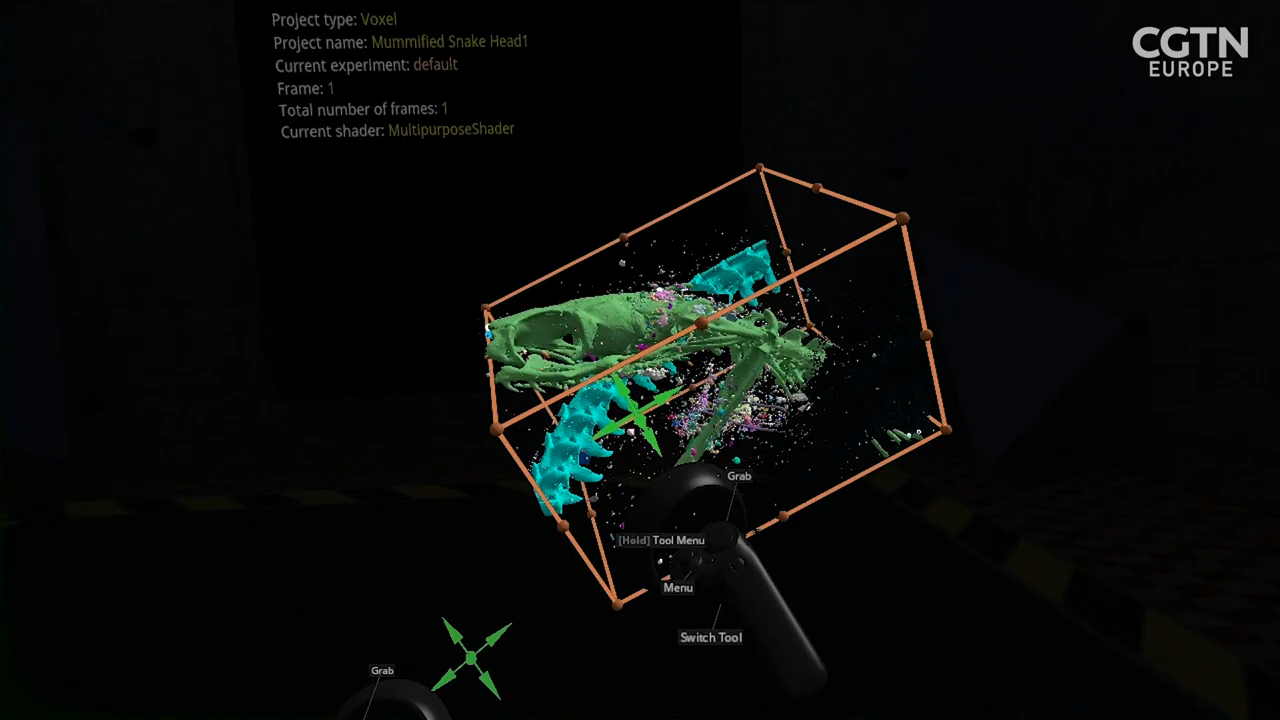 Project type: Voxel
Project name: Mummified Snake Head1
Current experiment: default
Frame: 1
Total number of frames: 1
Current shader: MultipurposeShader
CGTN
EUROPE
Grab
[Hold] Tool Menu
Menu
Switch Tool
Grab